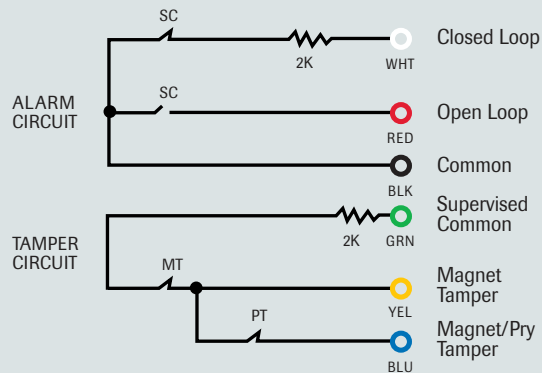 SC
2K
WHT
Closed Loop
ALARM
CIRCUIT
SC
RED
Open Loop
BLK
Common
TAMPER
CIRCUIT
2K
GRN
Supervised
Common
MT
YEL
Magnet
Tamper
PT
BLU
Magnet/Pry
Tamper